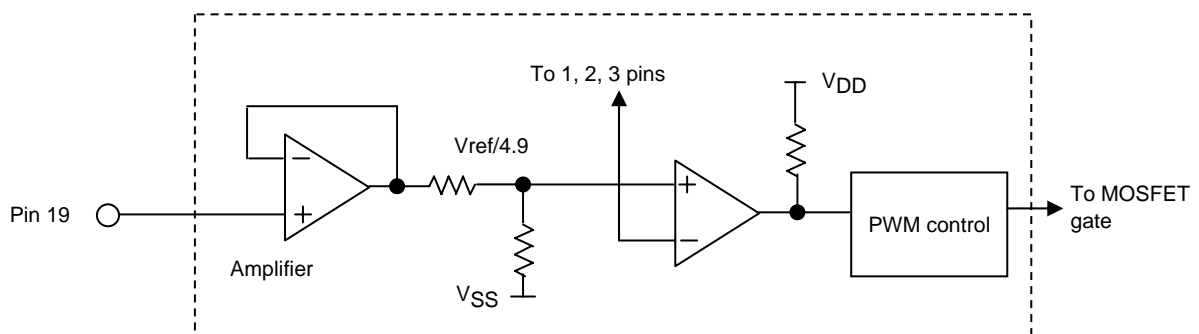 To 1, 2, 3 pins
VDD
Vref/4.9
−
+
+
−
Pin 19
Amplifier
VSS
PWM control
To MOSFET
gate